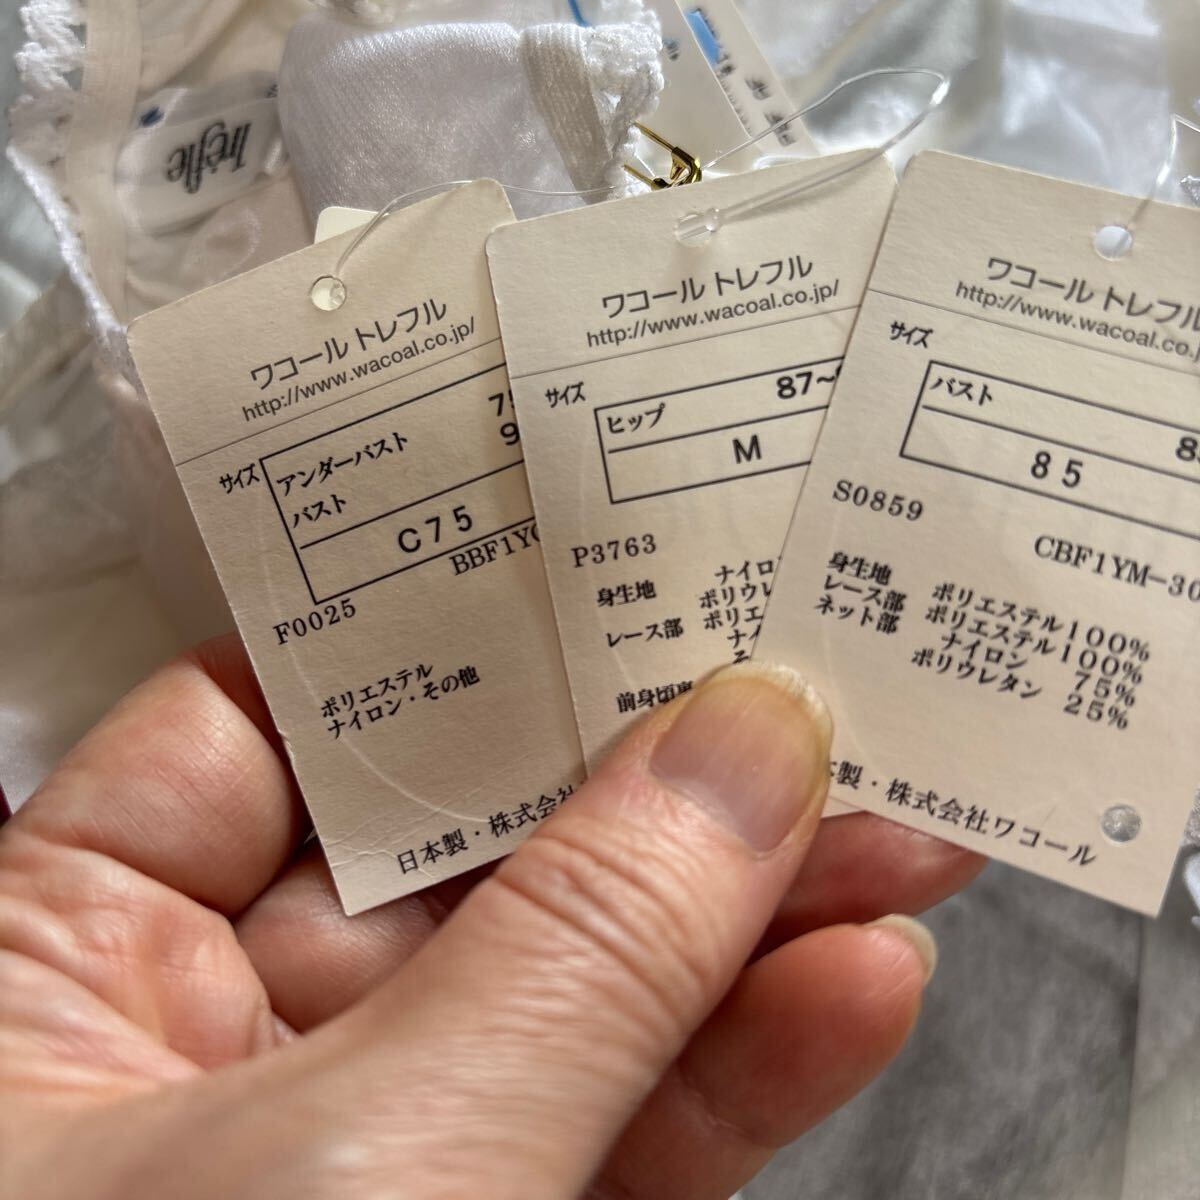 Tréfle
ワコール トレフル
http://www.wacoal.co.jp/
サイズ
アンダーバスト
バスト
C75
F0025
ポリエステル
ナイロン・その他
日本製・株式会社
ワコール トレフル
http://www.wacoal.co.jp/
サイズ
ヒップ 87~
M
P3763
身生地
レース部
前身頃裏
ワコール トレフル
http://www.wacoal.co.jp
サイズ
バスト
85
S0859
CBF1YM-30
身生地 ポリエステル100%
レース部 ポリエステル100%
ネット部 ナイロン 75%
ポリウレタン 25%
製・株式会社ワコール